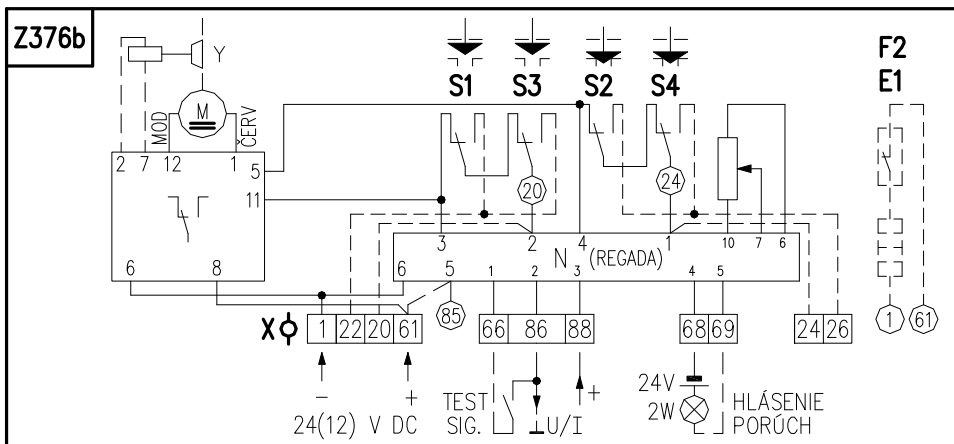 Z376b
Y
M
MOD
ČERV
S1 S3 S2 S4
F2
E1
2 7 12 1
5
11
6 8
20
24
3 2 4 1 10 7 6
N (REGADA)
6 5 1 2 3 4 5
85
X 1 22 20 61
66 86 88
68 69
24 26
1 61
− +
24(12) V DC
TEST
SIG.
U/I
+
24V
2W
HLÁSENIE
PORÚCH